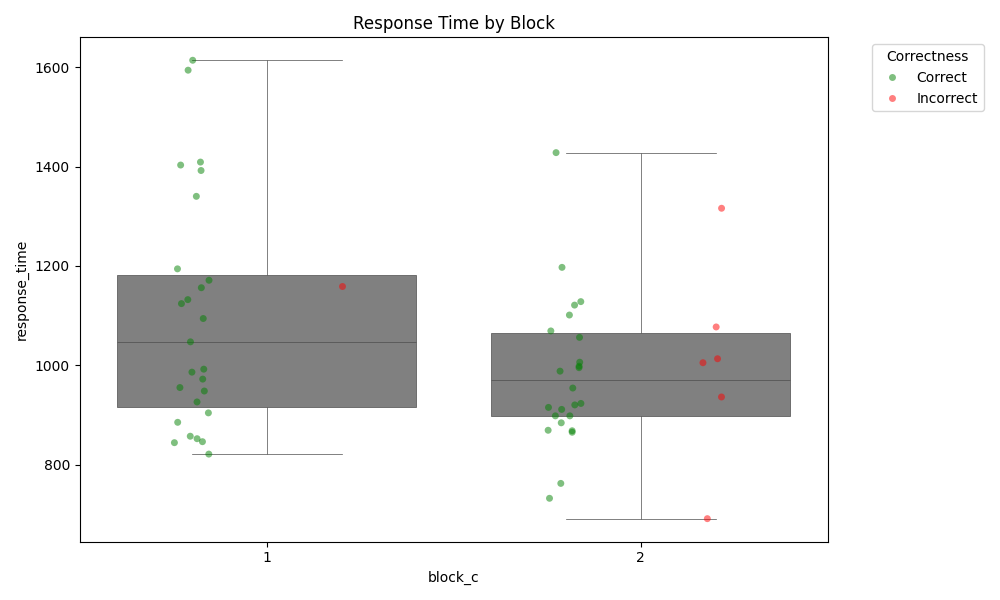 Response Time by Block
Correctness
Correct
Incorrect
1600
1400
1200
1000
800
response_time
1
2
block_c